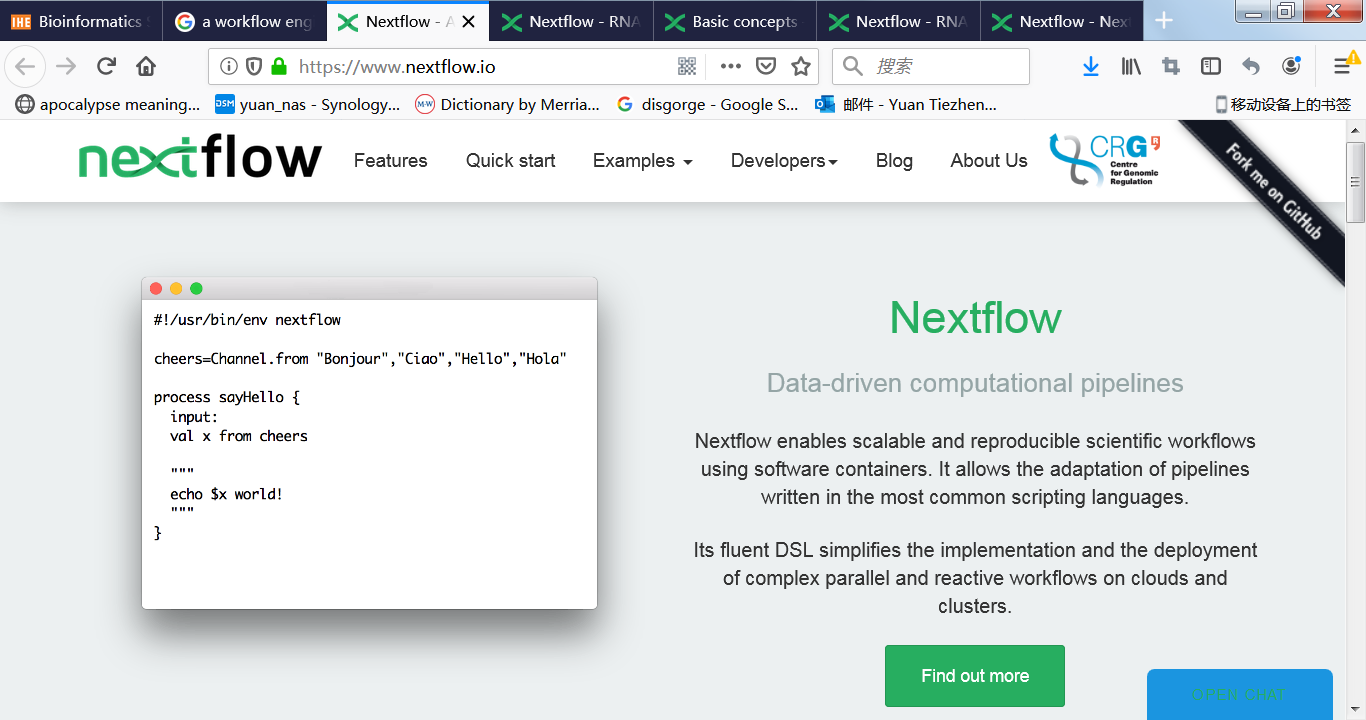 Bioinformatics
a workflow eng
Nextflow - A
Nextflow - RNA
Basic concepts
Nextflow - RNA
Nextflow - Next
https://www.nextflow.io
搜索
apocalypse meaning...
DSM
yuan_nas - Synology...
M-W
Dictionary by Merria...
disgorge - Google S...
邮件 - Yuan Tiezhen...
移动设备上的书签
nextflow
Features
Quick start
Examples
Developers
Blog
About Us
CRG
Centre
for Genomic
Regulation
Fork me on GitHub
#!/usr/bin/env nextflow
cheers=Channel.from "Bonjour","Ciao","Hello","Hola"
process sayHello {
input:
val x from cheers
"""
echo $x world!
"""
}
Nextflow
Data-driven computational pipelines
Nextflow enables scalable and reproducible scientific workflows
using software containers. It allows the adaptation of pipelines
written in the most common scripting languages.
Its fluent DSL simplifies the implementation and the deployment
of complex parallel and reactive workflows on clouds and
clusters.
Find out more
OPEN CHAT